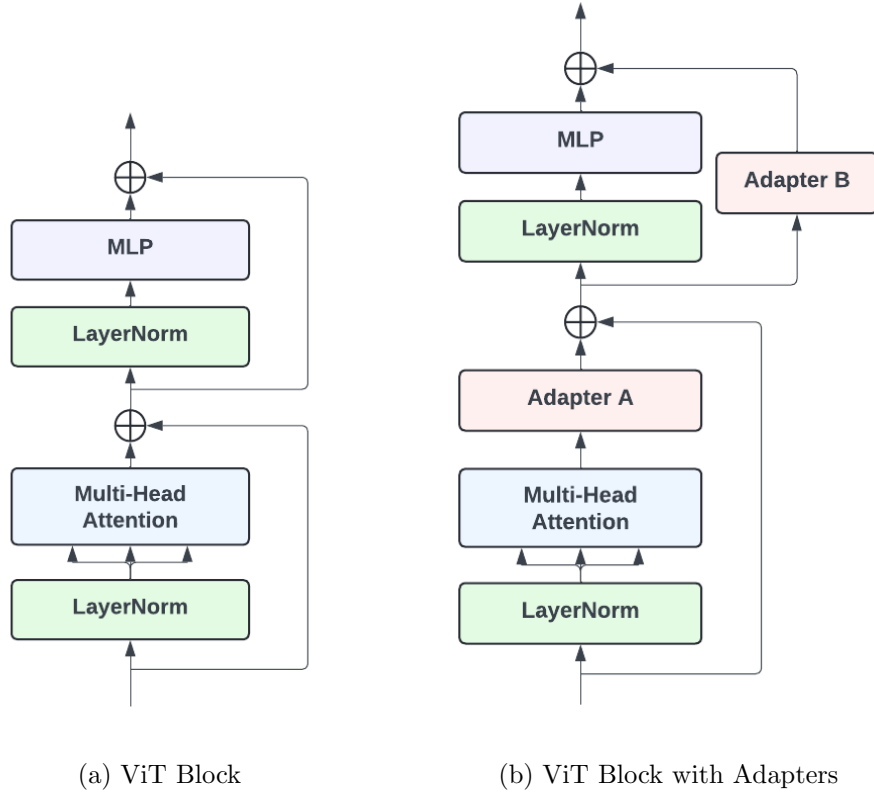 MLP
LayerNorm
Multi-Head
Attention
LayerNorm
(a) ViT Block
MLP
Adapter B
LayerNorm
Adapter A
Multi-Head
Attention
LayerNorm
(b) ViT Block with Adapters